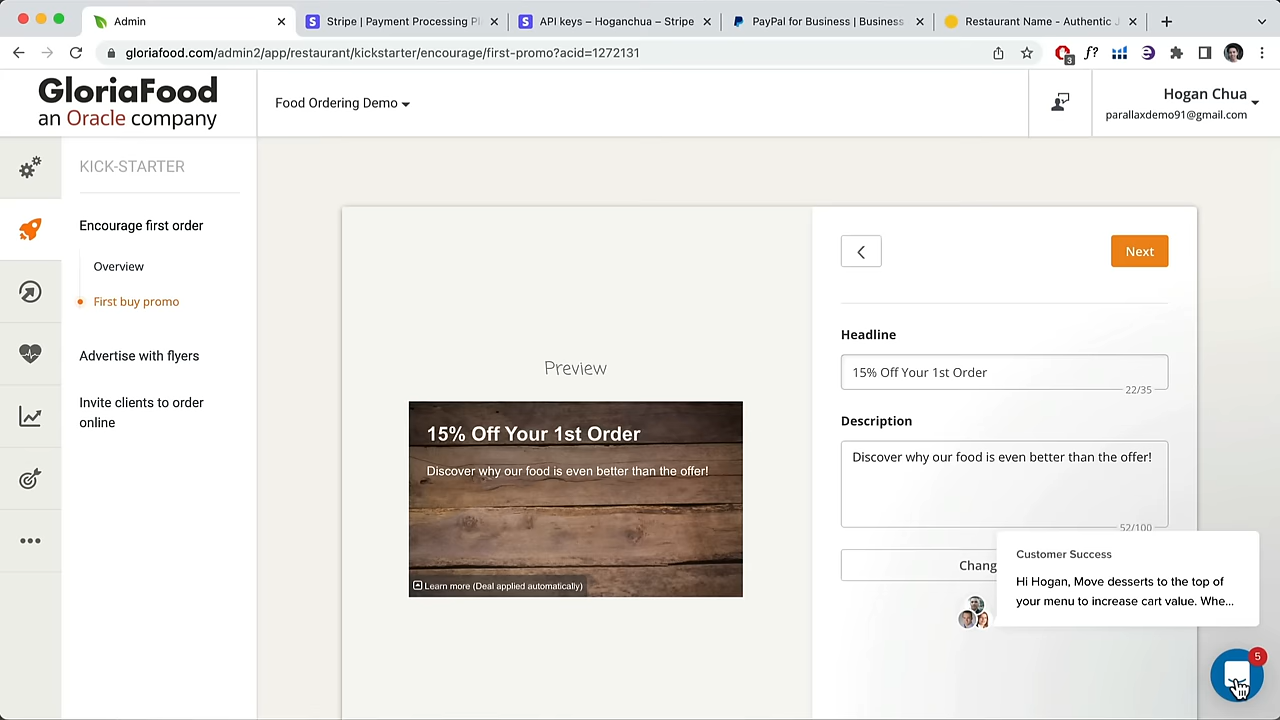 Admin
Stripe | Payment Processing Pl
API keys – Hoganchua – Stripe
PayPal for Business | Business
Restaurant Name - Authentic J
gloriafood.com/admin2/app/restaurant/kickstarter/encourage/first-promo?acid=1272131
3
f?
GloriaFood
an Oracle company
Food Ordering Demo
Hogan Chua
parallaxdemo91@gmail.com
KICK-STARTER
Encourage first order
Overview
First buy promo
Advertise with flyers
Invite clients to order
online
Preview
15% Off Your 1st Order
Discover why our food is even better than the offer!
Learn more (Deal applied automatically)
Next
Headline
15% Off Your 1st Order
22/35
Description
Discover why our food is even better than the offer!
52/100
Chang
Customer Success
Hi Hogan, Move desserts to the top of
your menu to increase cart value. Whe...
5